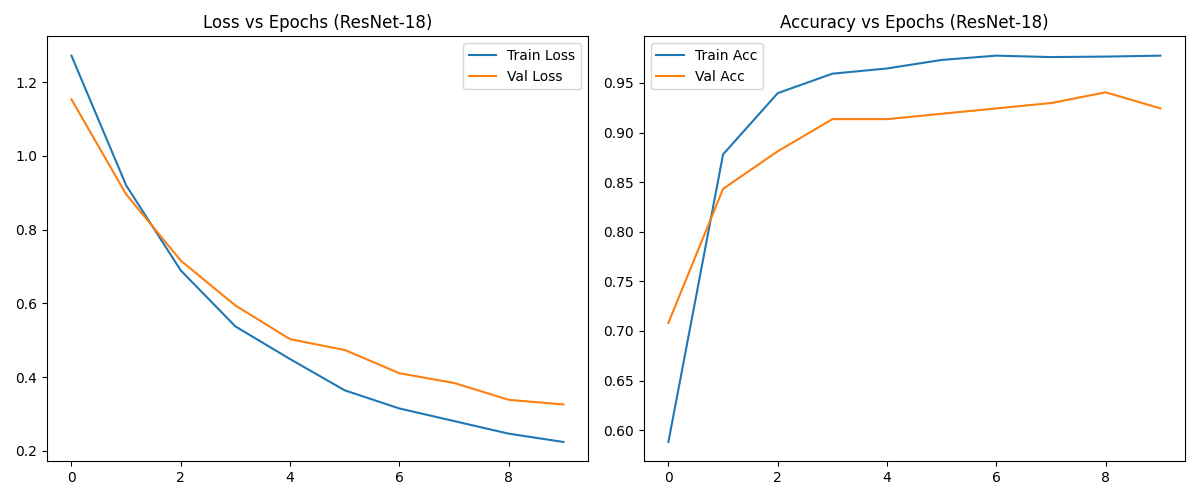 Loss vs Epochs (ResNet-18)
Train Loss
Val Loss
1.2
1.0
0.8
0.6
0.4
0.2
0 2 4 6 8
Accuracy vs Epochs (ResNet-18)
Train Acc
Val Acc
0.95
0.90
0.85
0.80
0.75
0.70
0.65
0.60
0 2 4 6 8